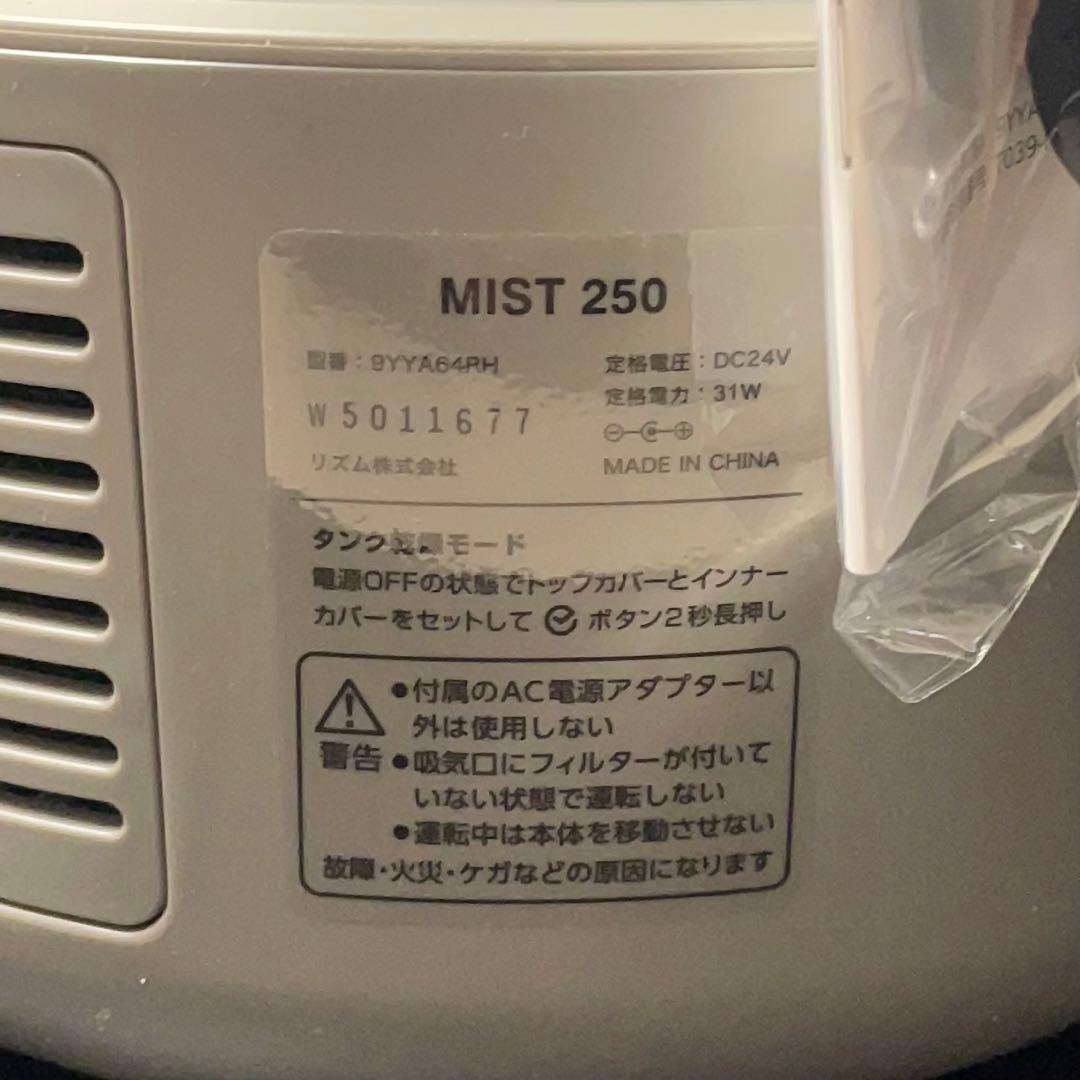 MIST 250
型番：9YYA64RH
定格電圧：DC24V
定格電力：31W
W5011677
リズム株式会社
MADE IN CHINA
タンク乾燥モード
電源OFFの状態でトップカバーとインナー
カバーをセットして ボタン2秒長押し
●付属のAC電源アダプター以
外は使用しない
警告
●吸気口にフィルターが付いて
いない状態で運転しない
●運転中は本体を移動させない
故障・火災・ケガなどの原因になります
7039-